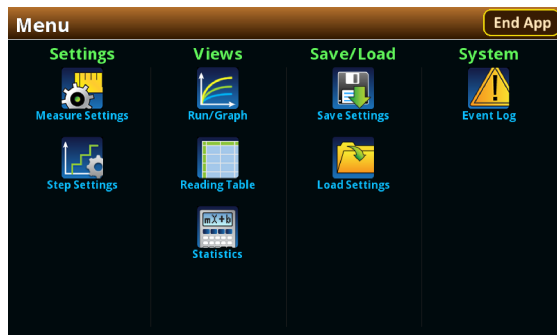 Menu
End App
Settings
Views
Save/Load
System
Measure Settings
Run/Graph
Save Settings
Event Log
Step Settings
Reading Table
Load Settings
mX+b
Statistics